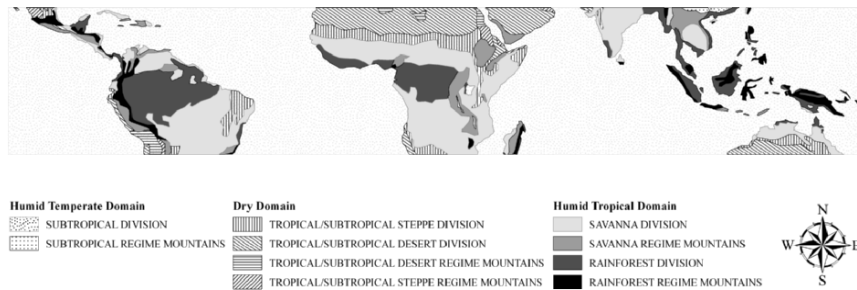 Humid Temperate Domain
SUBTROPICAL DIVISION
SUBTROPICAL REGIME MOUNTAINS
Dry Domain
TROPICAL/SUBTROPICAL STEPPE DIVISION
TROPICAL/SUBTROPICAL DESERT DIVISION
TROPICAL/SUBTROPICAL DESERT REGIME MOUNTAINS
TROPICAL/SUBTROPICAL STEPPE REGIME MOUNTAINS
Humid Tropical Domain
SAVANNA DIVISION
SAVANNA REGIME MOUNTAINS
RAINFOREST DIVISION
RAINFOREST REGIME MOUNTAINS
N
W E
S